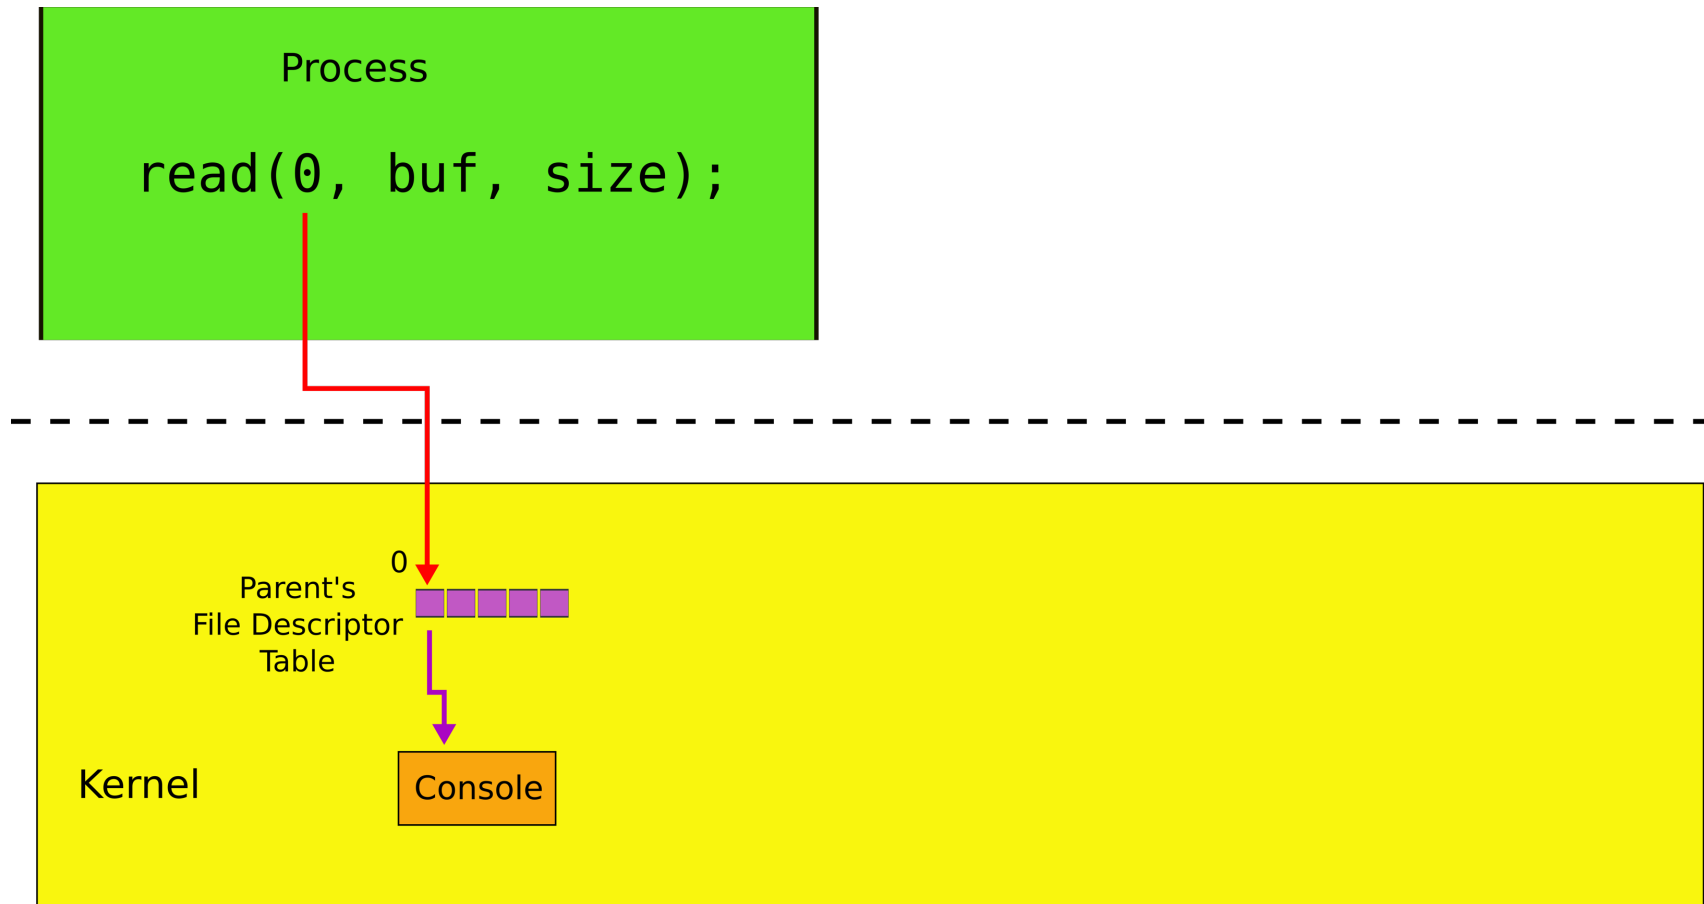 Process
read(0, buf, size);
0
Parent's
File Descriptor
Table
Kernel
Console